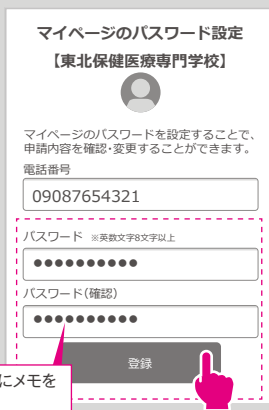 マイページのパスワード設定
【東北保健医療専門学校】
マイページのパスワードを設定することで、
申請内容を確認・変更することができます。
電話番号
09087654321
パスワード ※英数文字8文字以上
●●●●●●●●●●
パスワード(確認)
●●●●●●●●●●
登録
にメモを